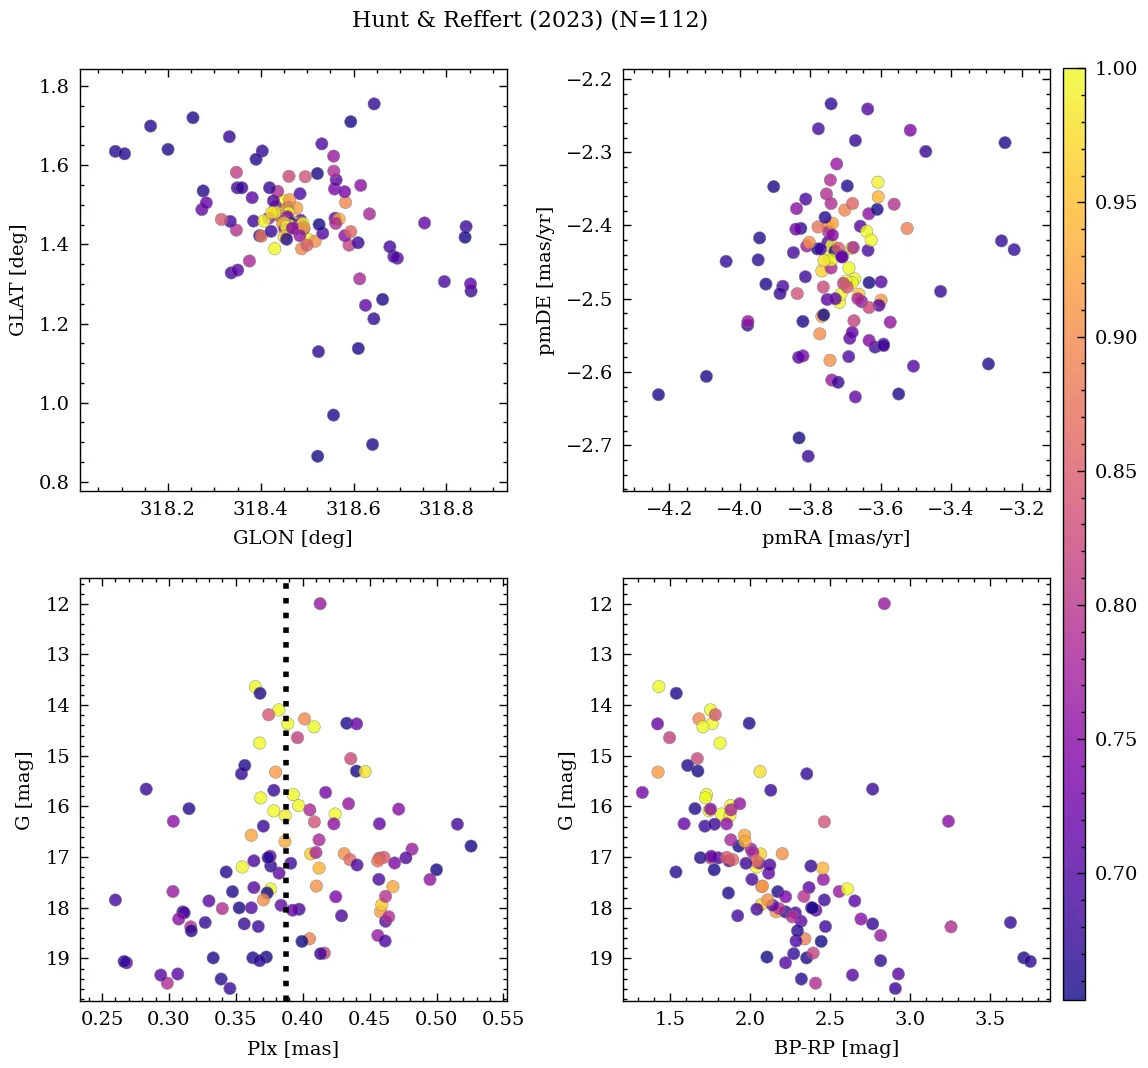 Hunt & Reffert (2023) (N=112)
1.8
1.6
1.4
1.2
1.0
0.8
GLAT [deg]
318.2 318.4 318.6 318.8
GLON [deg]
−2.2
−2.3
−2.4
−2.5
−2.6
−2.7
pmDE [mas/yr]
−4.2 −4.0 −3.8 −3.6 −3.4 −3.2
pmRA [mas/yr]
1.00
0.95
0.90
0.85
0.80
0.75
0.70
12
13
14
15
16
17
18
19
G [mag]
0.25 0.30 0.35 0.40 0.45 0.50 0.55
Plx [mas]
12
13
14
15
16
17
18
19
G [mag]
1.5 2.0 2.5 3.0 3.5
BP-RP [mag]